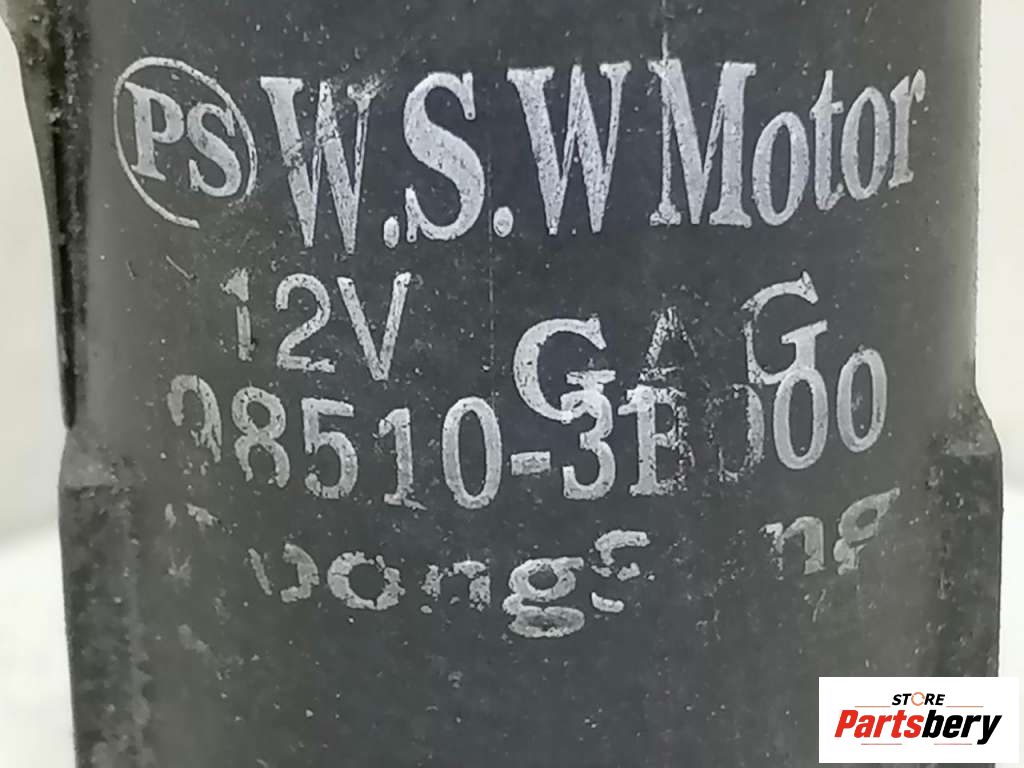 PS W.S.W Motor
12V GAG
98510-3B000
STORE
Partsbery